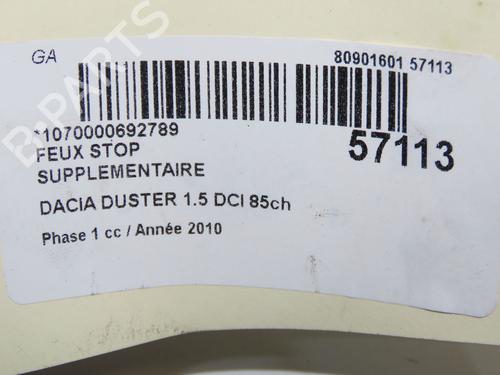 GA
80901601 57113
*1070000692789
57113
FEUX STOP
SUPPLEMENTAIRE
DACIA DUSTER 1.5 DCI 85ch
Phase 1 cc / Année 2010
B-PARTS